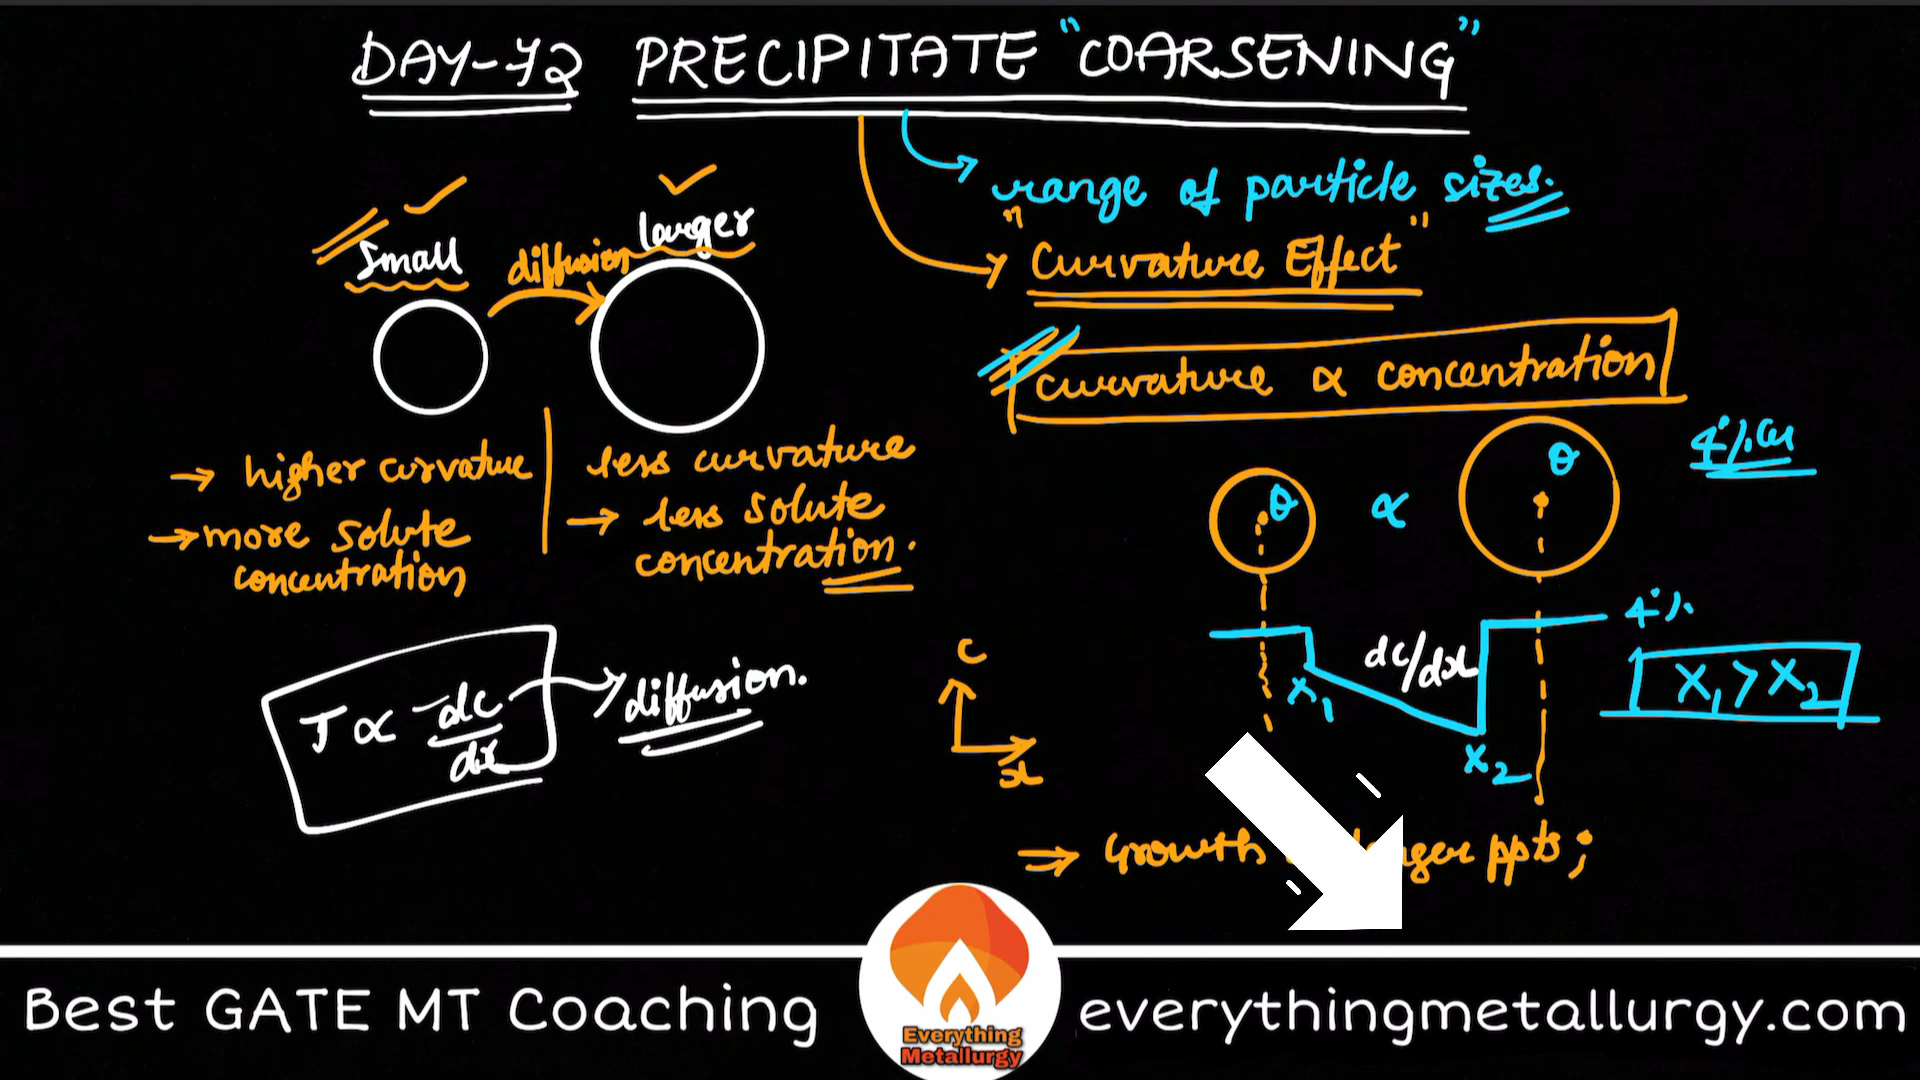 DAY-72 PRECIPITATE "COARSENING"
range of particle sizes.
"Curvature Effect"
curvature ∝ concentration
small
diffusion
larger
→ higher curvature
→ more solute
concentration
less curvature
→ less solute
concentration.
J ∝ -dc/dx
diffusion.
4%.Cu
θ
α
θ
4%
C
x
dc/dx
X1
X2
X1 > X2
⇒ Growth larger ppts;
Best GATE MT Coaching
Everything
Metallurgy
everythingmetallurgy.com